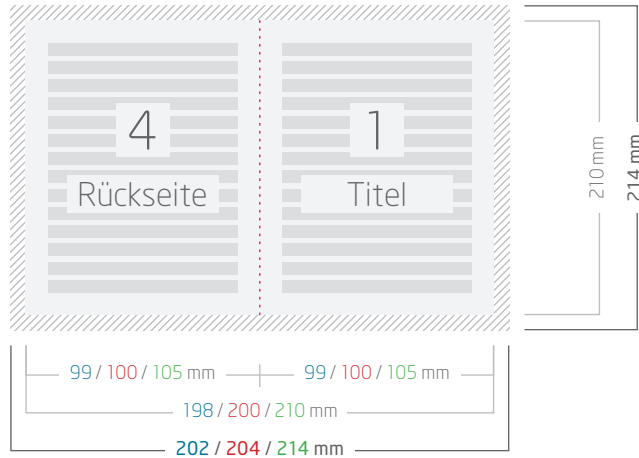 4
Rückseite
1
Titel
210 mm
214 mm
99 / 100 / 105 mm
99 / 100 / 105 mm
198 / 200 / 210 mm
202 / 204 / 214 mm